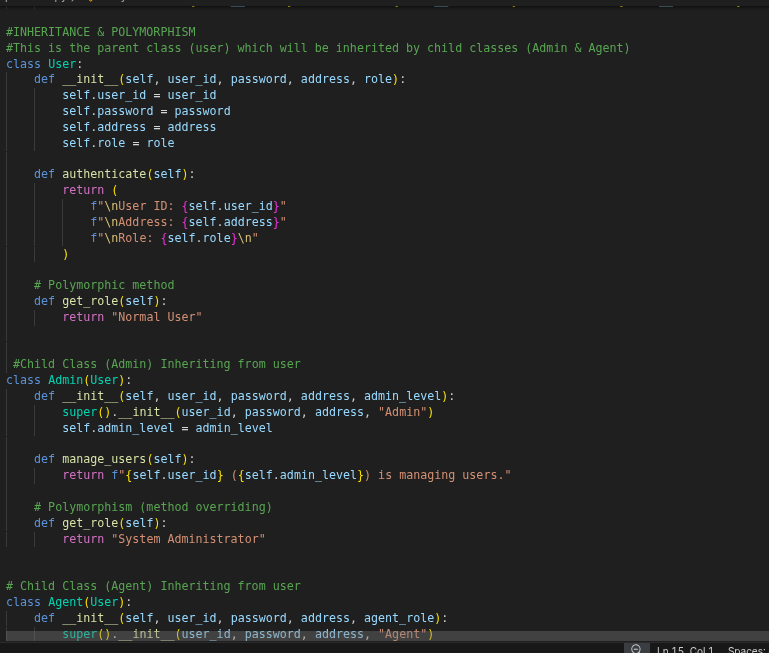 #INHERITANCE & POLYMORPHISM
#This is the parent class (user) which will be inherited by child classes (Admin & Agent)
class User:
    def __init__(self, user_id, password, address, role):
        self.user_id = user_id
        self.password = password
        self.address = address
        self.role = role

    def authenticate(self):
        return (
            f"\nUser ID: {self.user_id}"
            f"\nAddress: {self.address}"
            f"\nRole: {self.role}\n"
        )

    # Polymorphic method
    def get_role(self):
        return "Normal User"

 #Child Class (Admin) Inheriting from user
class Admin(User):
    def __init__(self, user_id, password, address, admin_level):
        super().__init__(user_id, password, address, "Admin")
        self.admin_level = admin_level

    def manage_users(self):
        return f"{self.user_id} ({self.admin_level}) is managing users."

    # Polymorphism (method overriding)
    def get_role(self):
        return "System Administrator"

# Child Class (Agent) Inheriting from user
class Agent(User):
    def __init__(self, user_id, password, address, agent_role):
        super().__init__(user_id, password, address, "Agent")
Ln 15, Col 1 Spaces: